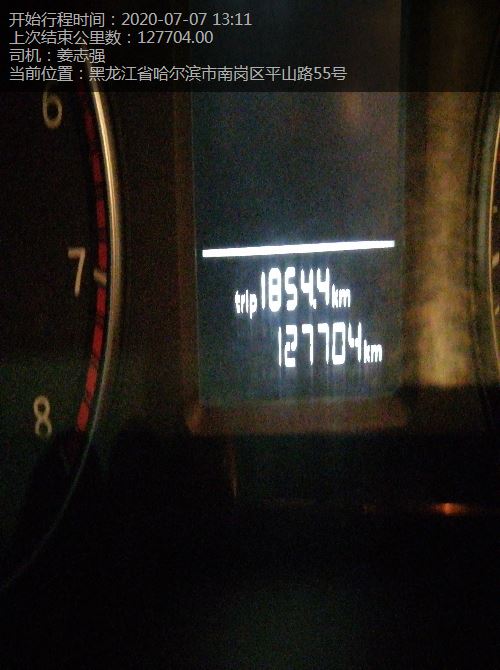 开始行程时间：2020-07-07 13:11
上次结束公里数：127704.00
司机：姜志强
当前位置：黑龙江省哈尔滨市南岗区平山路55号
6
7
trip 1854.4 km
127704 km
8